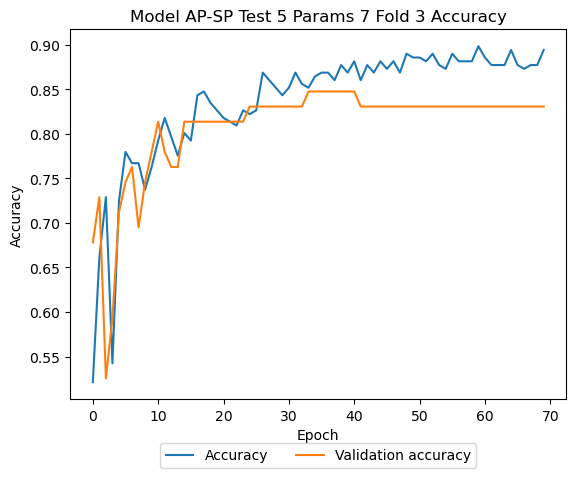 Model AP-SP Test 5 Params 7 Fold 3 Accuracy
0.90
0.85
0.80
0.75
0.70
0.65
0.60
0.55
Accuracy
0 10 20 30 40 50 60 70
Epoch
Accuracy Validation accuracy